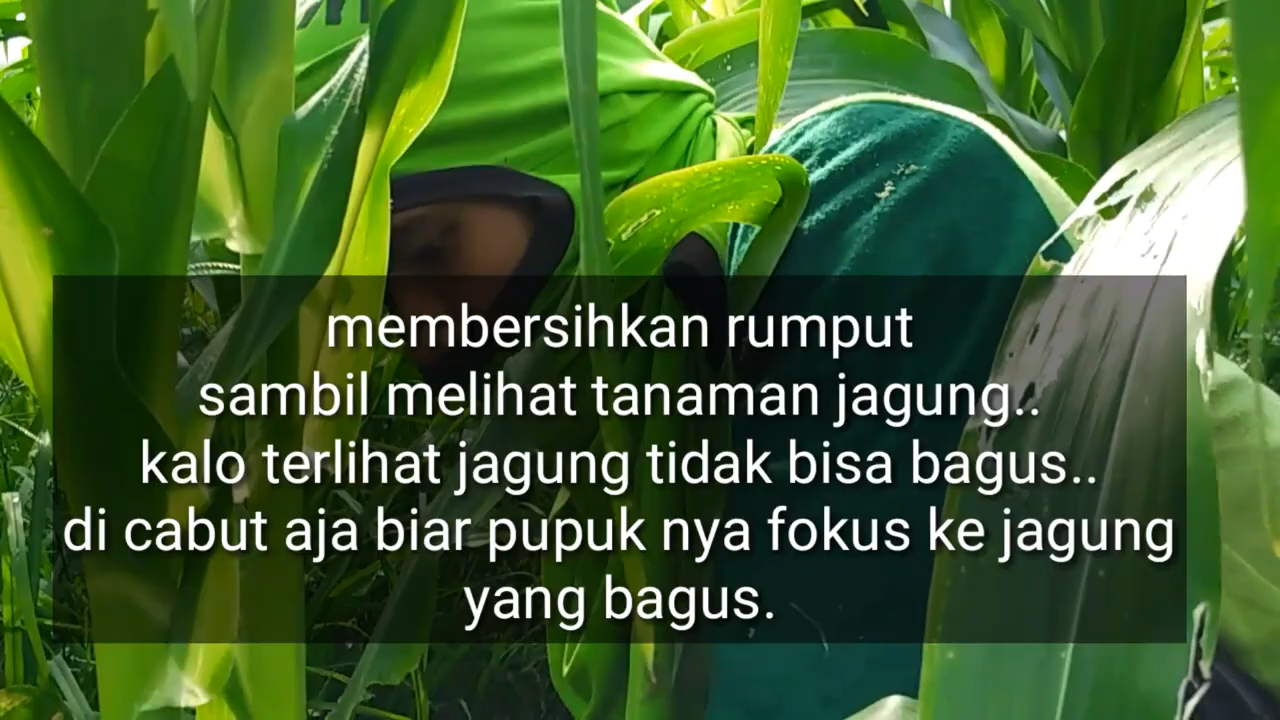 membersihkan rumput
sambil melihat tanaman jagung..
kalo terlihat jagung tidak bisa bagus..
di cabut aja biar pupuk nya fokus ke jagung
yang bagus.